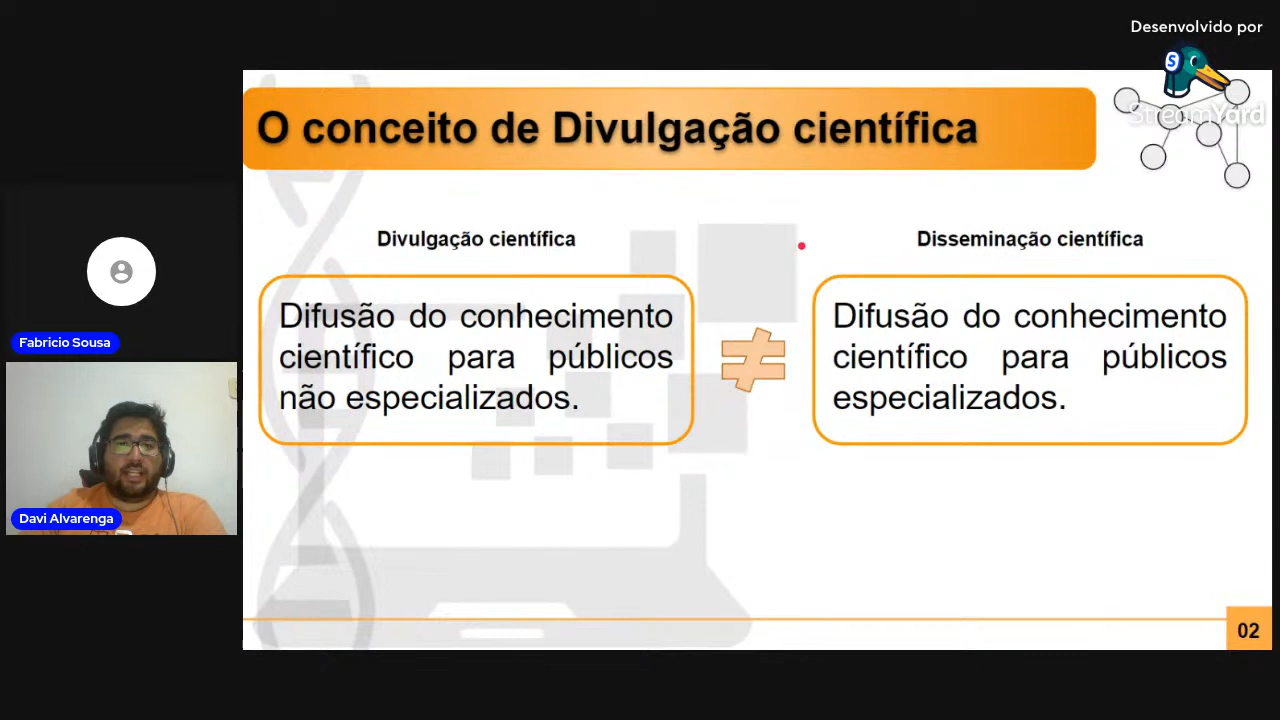 Desenvolvido por
StreamYard
O conceito de Divulgação científica
Divulgação científica
Disseminação científica
Difusão do conhecimento
científico para públicos
não especializados.
Difusão do conhecimento
científico para públicos
especializados.
Fabricio Sousa
Davi Alvarenga
02